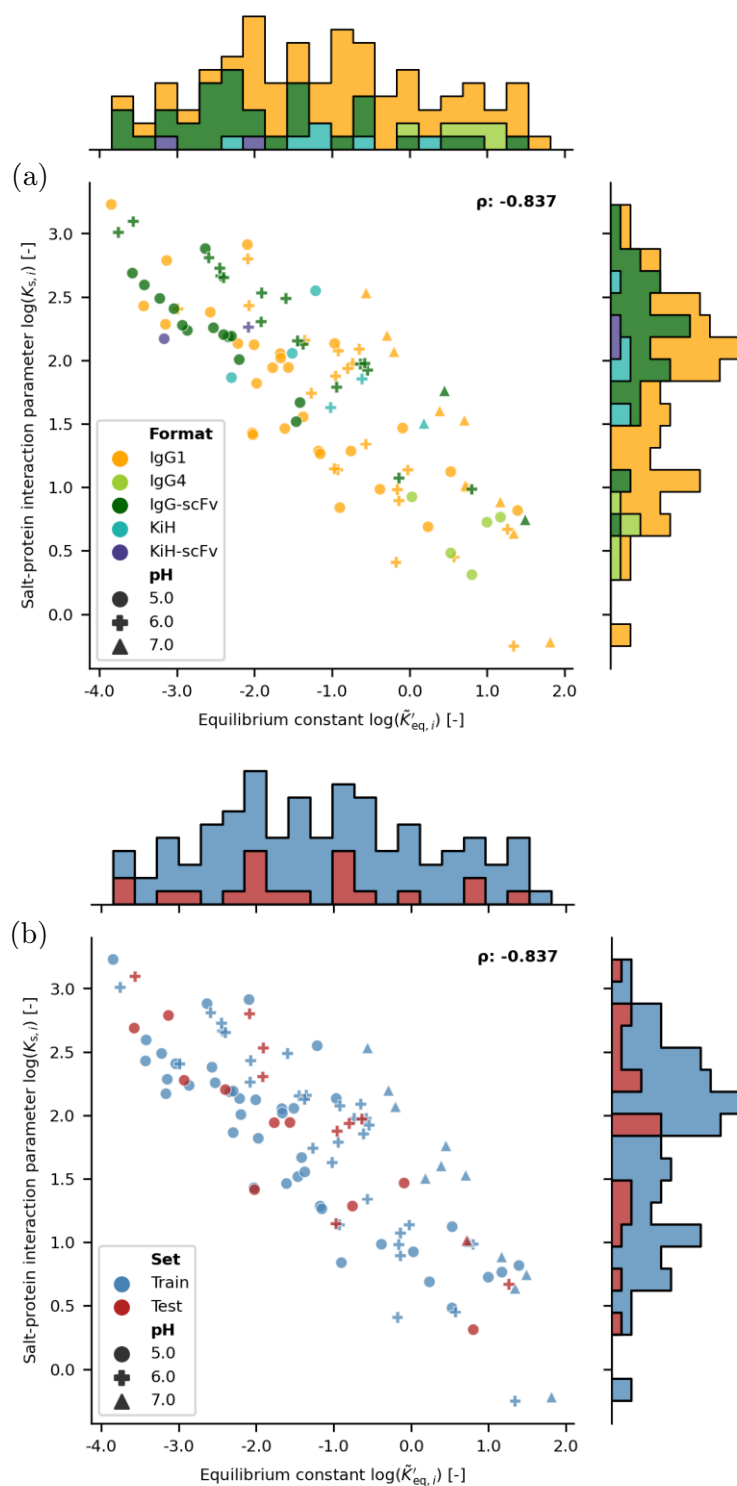 (a)
ρ: -0.837
Salt-protein interaction parameter log(K_{s,i}) [-]
3.0
2.5
2.0
1.5
1.0
0.5
0.0
Format
IgG1
IgG4
IgG-scFv
KiH
KiH-scFv
pH
5.0
6.0
7.0
-4.0 -3.0 -2.0 -1.0 0.0 1.0 2.0
Equilibrium constant log(K̃′_{eq,i}) [-]
(b)
ρ: -0.837
Salt-protein interaction parameter log(K_{s,i}) [-]
3.0
2.5
2.0
1.5
1.0
0.5
0.0
Set
Train
Test
pH
5.0
6.0
7.0
-4.0 -3.0 -2.0 -1.0 0.0 1.0 2.0
Equilibrium constant log(K̃′_{eq,i}) [-]